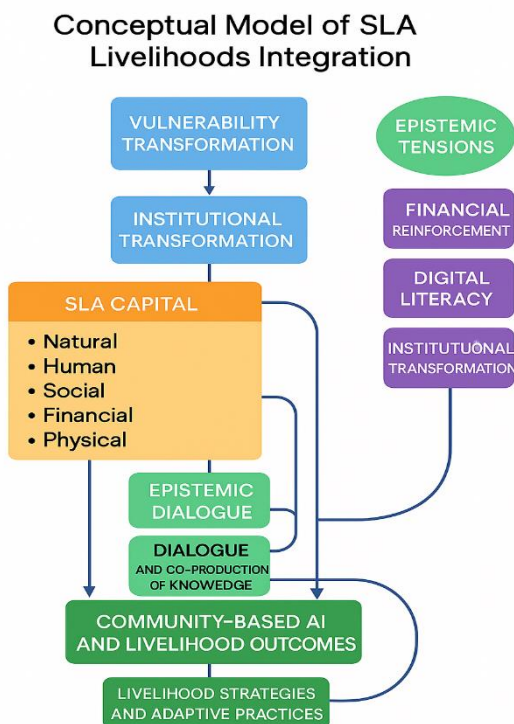 Conceptual Model of SLA
Livelihoods Integration
VULNERABILITY
TRANSFORMATION
INSTITUTIONAL
TRANSFORMATION
SLA CAPITAL
• Natural
• Human
• Social
• Financial
• Physical
EPISTEMIC
DIALOGUE
DIALOGUE
AND CO-PRODUCTION
OF KNOWEDGE
COMMUNITY-BASED AI
AND LIVELIHOOD OUTCOMES
LIVELIHOOD STRATEGIES
AND ADAPTIVE PRACTICES
EPISTEMIC
TENSIONS
FINANCIAL
REINFORCEMENT
DIGITAL
LITERACY
INSTITUTUONAL
TRANSFORMATION